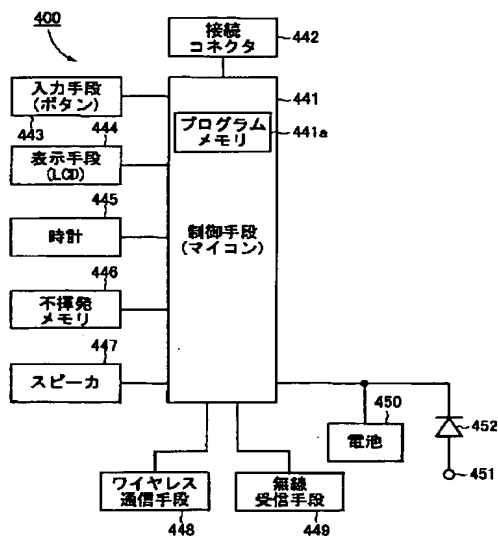 400
接続
コネクタ
442
入力手段
(ボタン)
443
441
プログラム
メモリ
441a
444
表示手段
(LCD)
445
時計
制御手段
(マイコン)
446
不揮発
メモリ
447
スピーカ
450
電池
452
451
ワイヤレス
通信手段
448
無線
受信手段
449